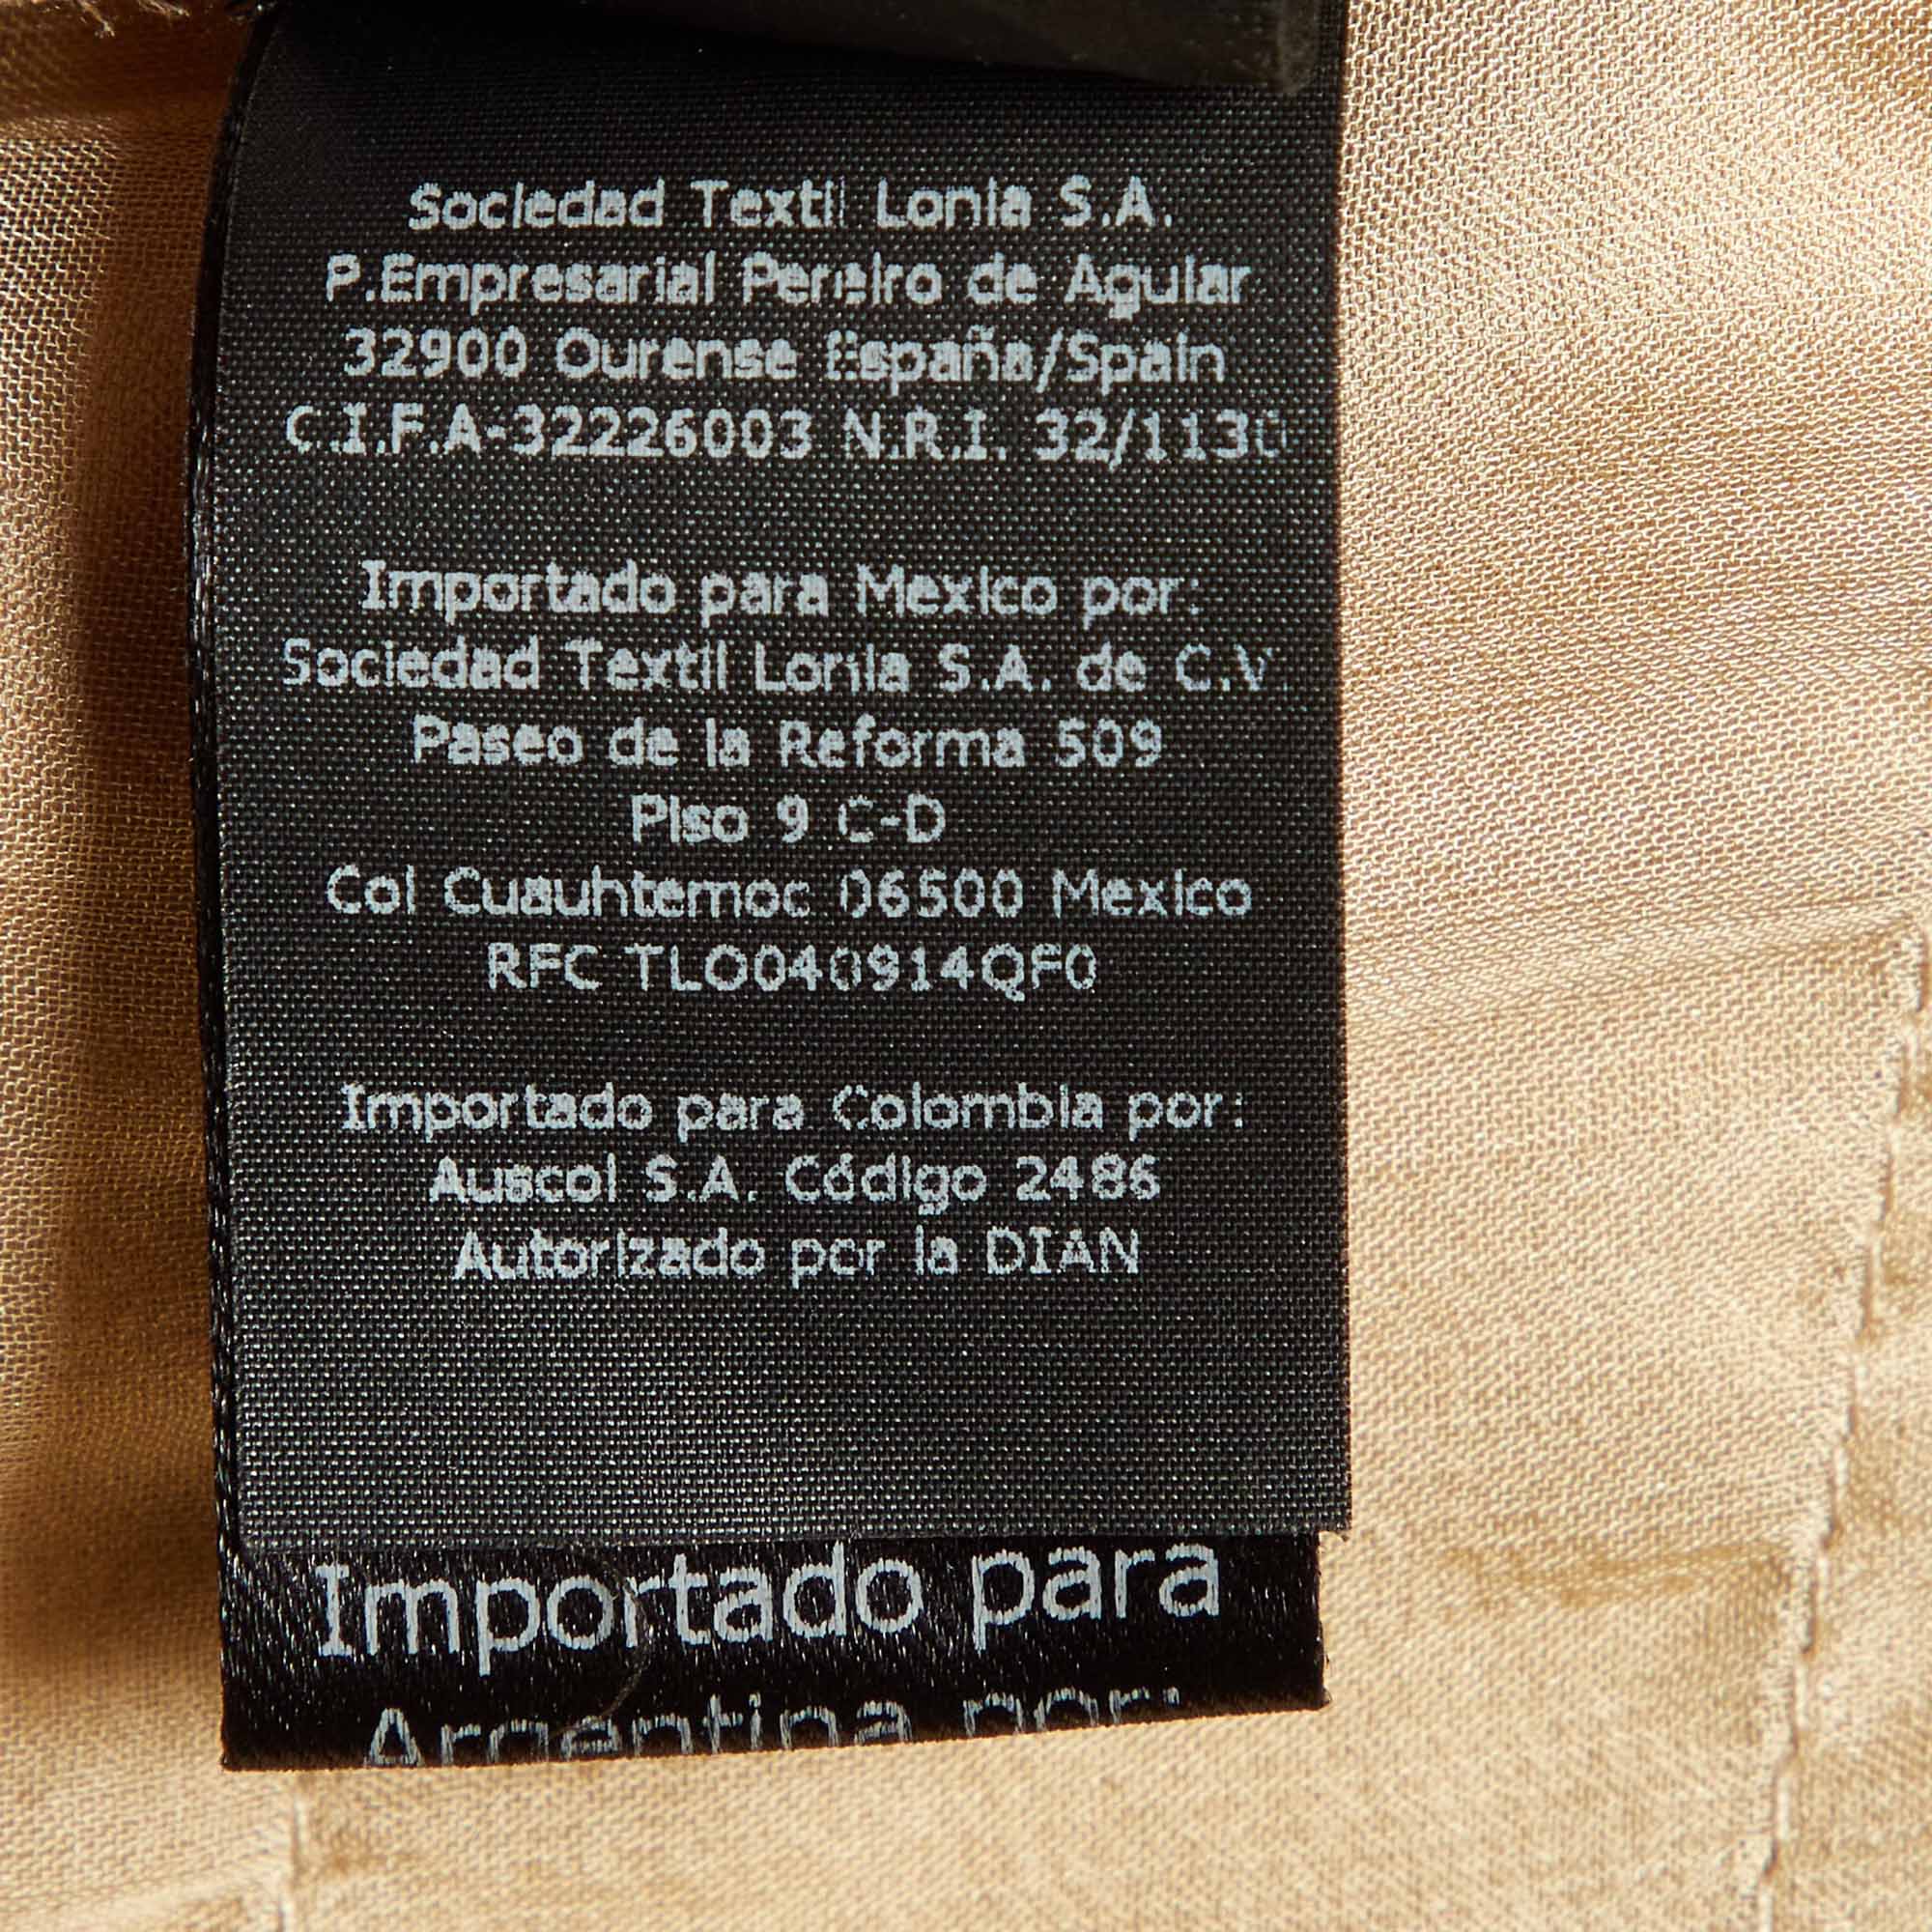 Sociedad Textil Lonia S.A.
P.Empresarial Pereiro de Aguiar
32900 Ourense España/Spain
C.I.F.A-32226003 N.R.I. 32/1130
Importado para Mexico por:
Sociedad Textil Lonia S.A. de C.V.
Paseo de la Reforma 509
Piso 9 C-D
Col Cuauhtemoc 06500 Mexico
RFC TLO040914QF0
Importado para Colombia por:
Auscol S.A. Código 2486
Autorizado por la DIAN
Importado para
Argentina por: